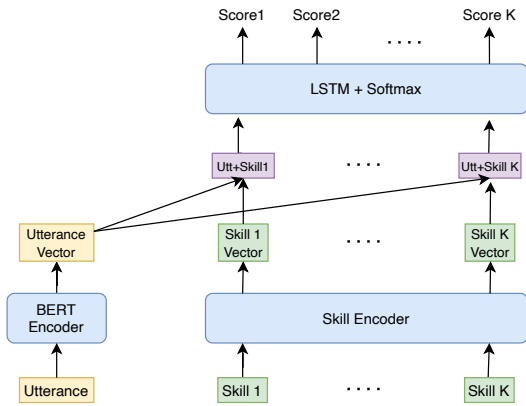 Score1 Score2 .... Score K
LSTM + Softmax
Utt+Skill1 .... Utt+Skill K
Utterance
Vector
Skill 1
Vector
....
Skill K
Vector
BERT
Encoder
Skill Encoder
Utterance Skill 1 .... Skill K